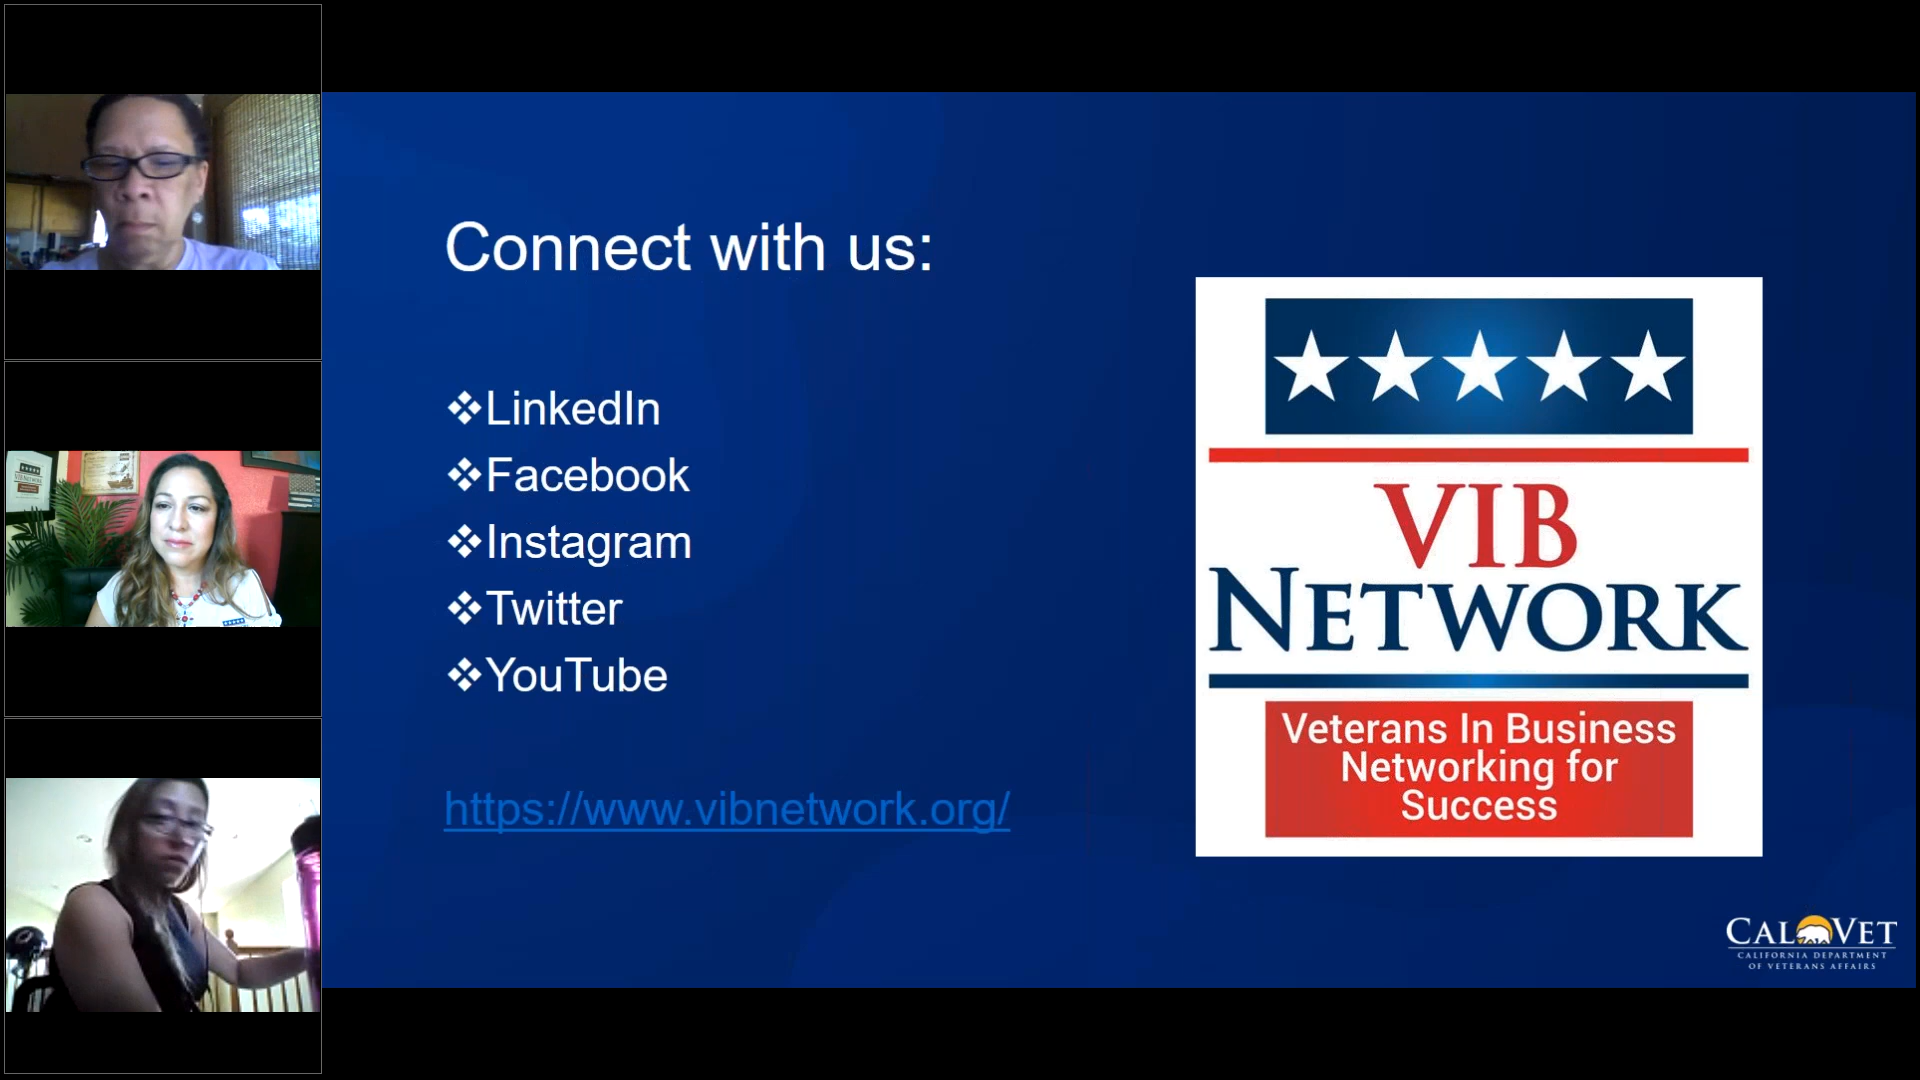 Connect with us:
❖LinkedIn
❖Facebook
❖Instagram
❖Twitter
❖YouTube
https://www.vibnetwork.org/
VIB
NETWORK
Veterans In Business
Networking for
Success
CALVET
CALIFORNIA DEPARTMENT
OF VETERANS AFFAIRS